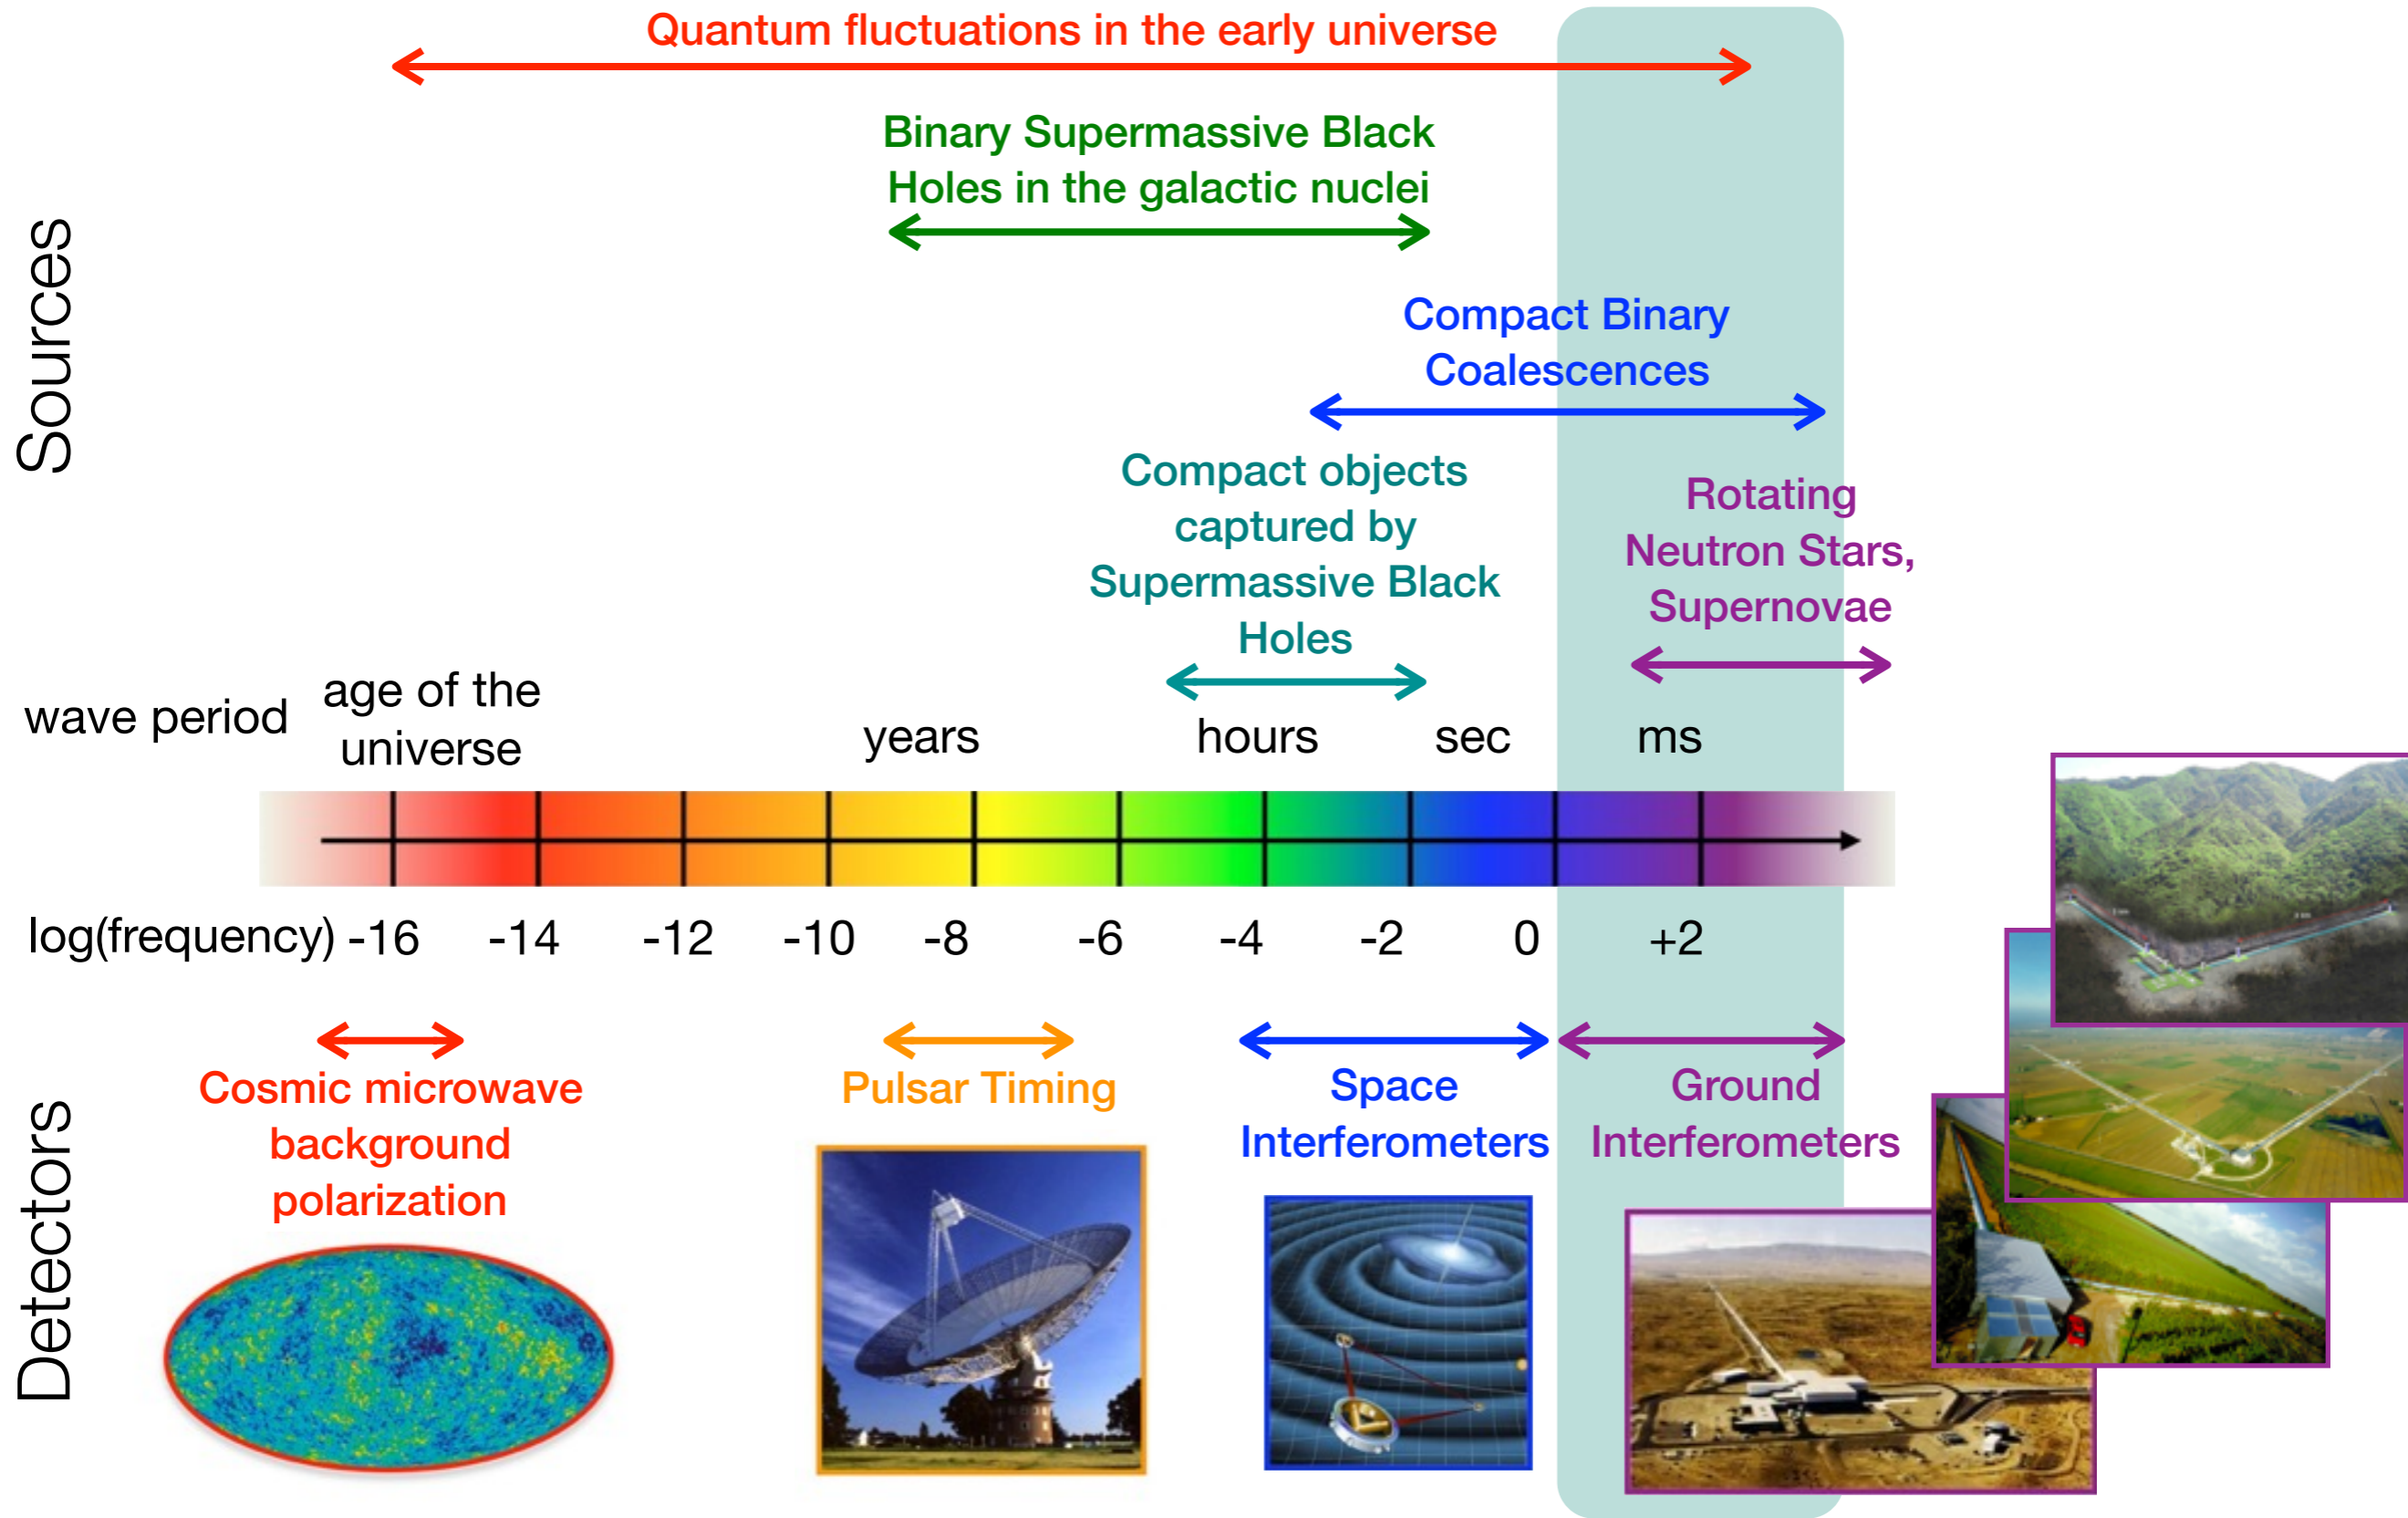 Quantum fluctuations in the early universe
Binary Supermassive Black
Holes in the galactic nuclei
Sources
Compact Binary
Coalescences
Compact objects
captured by
Supermassive Black
Holes
Rotating
Neutron Stars,
Supernovae
wave period
age of the
universe
years
hours
sec
ms
log(frequency)
-16
-14
-12
-10
-8
-6
-4
-2
0
+2
Detectors
Cosmic microwave
background
polarization
Pulsar Timing
Space
Interferometers
Ground
Interferometers